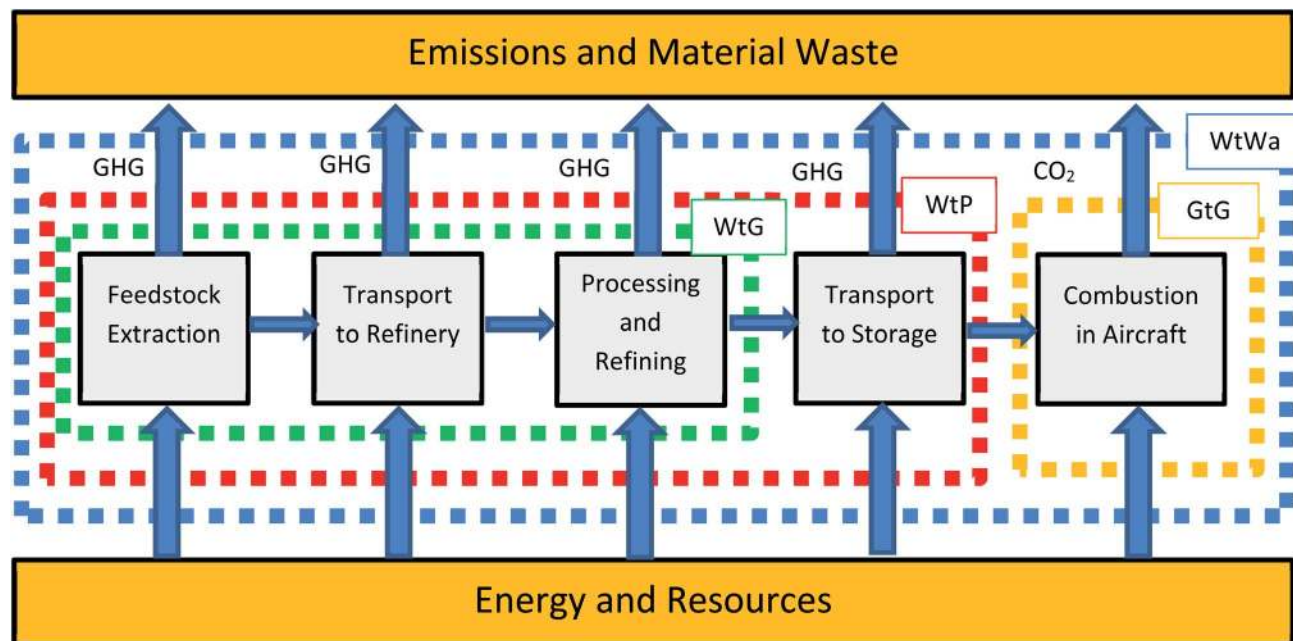 Emissions and Material Waste
WtWa
GHG
GHG
GHG
GHG
CO₂
WtP
GtG
WtG
Feedstock
Extraction
Transport
to Refinery
Processing
and
Refining
Transport
to Storage
Combustion
in Aircraft
Energy and Resources